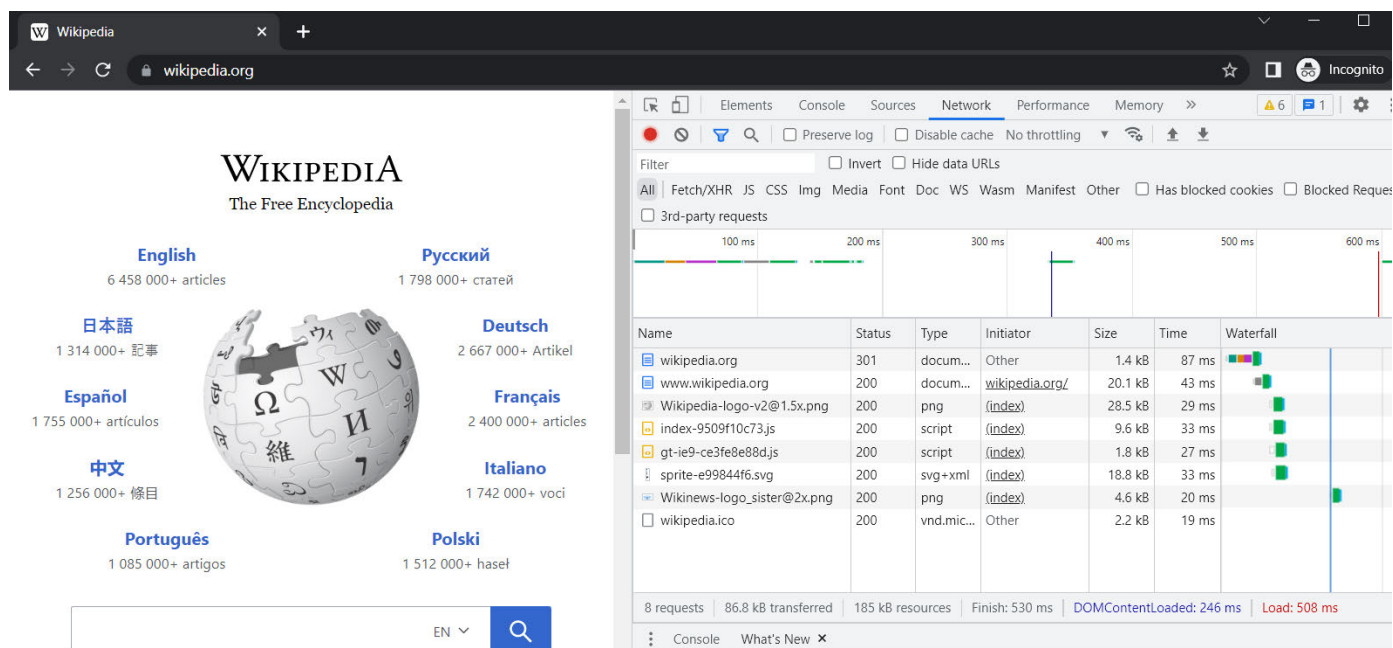 Wikipedia
wikipedia.org
Incognito
WIKIPEDIA
The Free Encyclopedia
English
6 458 000+ articles
Русский
1 798 000+ статей
日本語
1 314 000+ 記事
Deutsch
2 667 000+ Artikel
Español
1 755 000+ artículos
Français
2 400 000+ articles
中文
1 256 000+ 條目
Italiano
1 742 000+ voci
Português
1 085 000+ artigos
Polski
1 512 000+ haseł
EN
Elements Console Sources Network Performance Memory » 6 1
Preserve log Disable cache No throttling
Filter Invert Hide data URLs
All Fetch/XHR JS CSS Img Media Font Doc WS Wasm Manifest Other Has blocked cookies Blocked Reques
3rd-party requests
100 ms 200 ms 300 ms 400 ms 500 ms 600 ms
Name Status Type Initiator Size Time Waterfall
wikipedia.org 301 docum... Other 1.4 kB 87 ms
www.wikipedia.org 200 docum... wikipedia.org/ 20.1 kB 43 ms
Wikipedia-logo-v2@1.5x.png 200 png (index) 28.5 kB 29 ms
index-9509f10c73.js 200 script (index) 9.6 kB 33 ms
gt-ie9-ce3fe8e88d.js 200 script (index) 1.8 kB 27 ms
sprite-e99844f6.svg 200 svg+xml (index) 18.8 kB 33 ms
Wikinews-logo_sister@2x.png 200 png (index) 4.6 kB 20 ms
wikipedia.ico 200 vnd.mic... Other 2.2 kB 19 ms
8 requests 86.8 kB transferred 185 kB resources Finish: 530 ms DOMContentLoaded: 246 ms Load: 508 ms
Console What's New